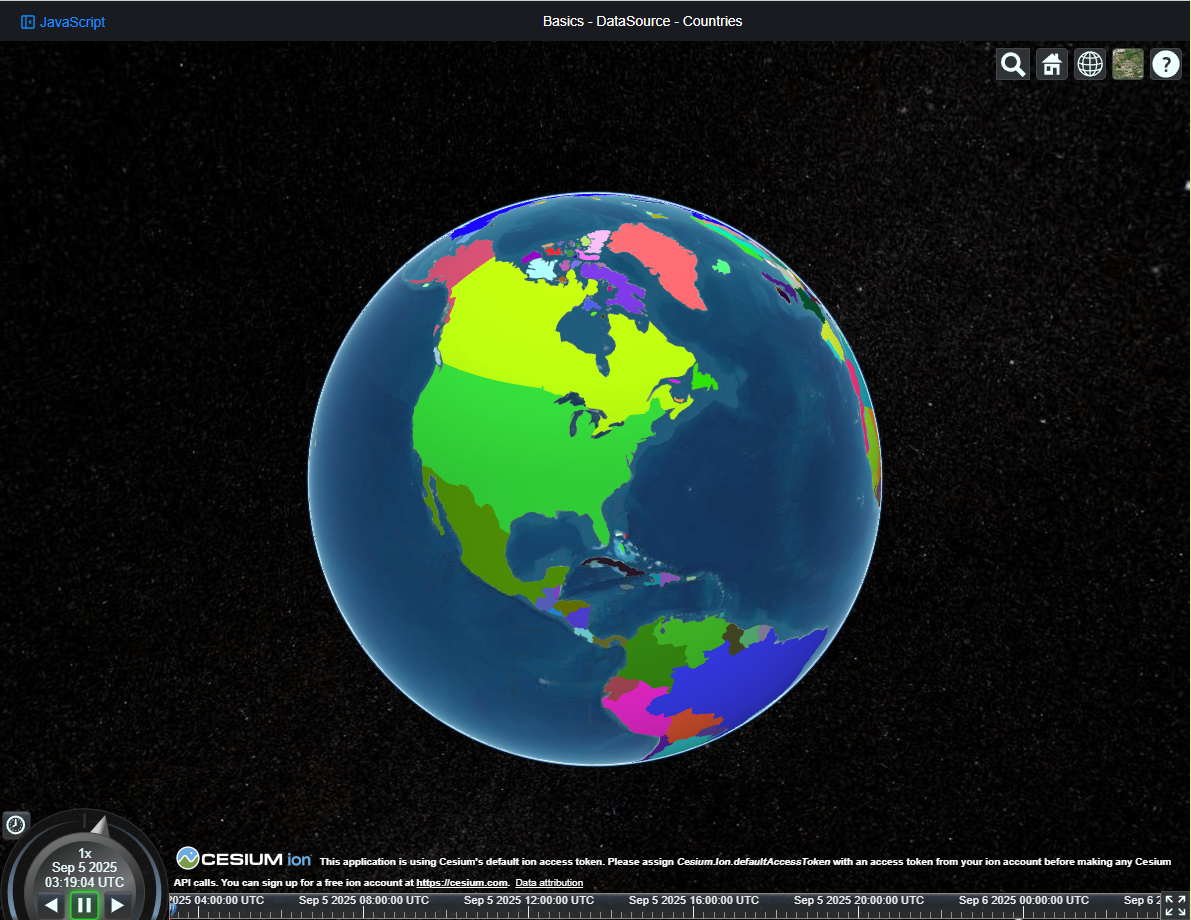 JavaScript
Basics - DataSource - Countries
?
1x
Sep 5 2025
03:19:04 UTC
CESIUM ion This application is using Cesium's default ion access token. Please assign Cesium.Ion.defaultAccessToken with an access token from your ion account before making any Cesium
API calls. You can sign up for a free ion account at https://cesium.com. Data attribution
2025 04:00:00 UTC Sep 5 2025 08:00:00 UTC Sep 5 2025 12:00:00 UTC Sep 5 2025 16:00:00 UTC Sep 5 2025 20:00:00 UTC Sep 6 2025 00:00:00 UTC Sep 6 2